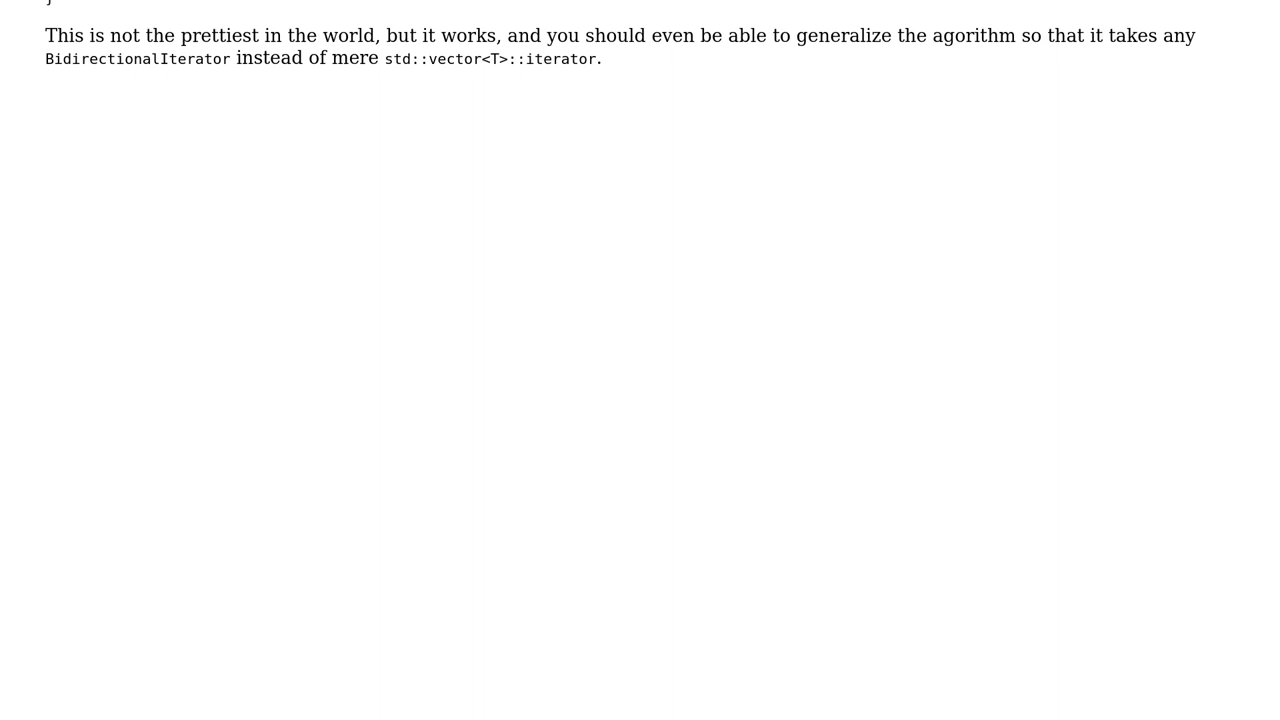 }
This is not the prettiest in the world, but it works, and you should even be able to generalize the agorithm so that it takes any
BidirectionalIterator instead of mere std::vector<T>::iterator.